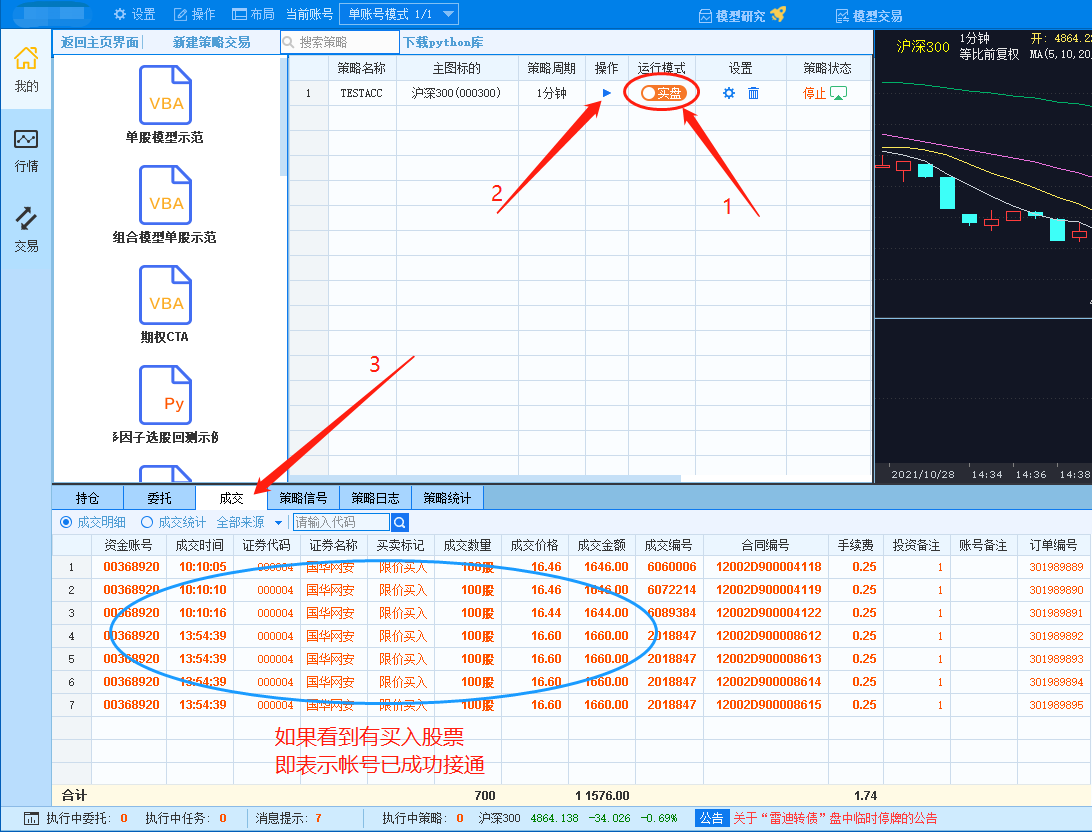 设置 操作 布局 当前账号 单账号模式 1/1 模型研究 模型交易
返回主页界面 新建策略交易 搜索策略 下载python库
我的
行情
交易
VBA
单股模型示范
VBA
组合模型单股示范
VBA
期权CTA
Py
多因子选股回测示例
策略名称 主图标的 策略周期 操作 运行模式 设置 策略状态
1 TESTACC 沪深300(000300) 1分钟 实盘 停止
1
2
3
沪深300 1分钟 开: 4864.2
等比前复权 MA(5,10,20,
2021/10/28 14:34 14:36 14:38
持仓 委托 成交 策略信号 策略日志 策略统计
成交明细 成交统计 全部来源 请输入代码
资金账号 成交时间 证券代码 证券名称 买卖标记 成交数量 成交价格 成交金额 成交编号 合同编号 手续费 投资备注 账号备注 订单编号
1 00368920 10:10:05 000004 国华网安 限价买入 100股 16.46 1646.00 6060006 12002D900004118 0.25 1 301989889
2 00368920 10:10:10 000004 国华网安 限价买入 100股 16.46 1646.00 6072214 12002D900004119 0.25 1 301989890
3 00368920 10:10:16 000004 国华网安 限价买入 100股 16.44 1644.00 6089384 12002D900004122 0.25 1 301989891
4 00368920 13:54:39 000004 国华网安 限价买入 100股 16.60 1660.00 2018847 12002D900008612 0.25 1 301989892
5 00368920 13:54:39 000004 国华网安 限价买入 100股 16.60 1660.00 2018847 12002D900008613 0.25 1 301989893
6 00368920 13:54:39 000004 国华网安 限价买入 100股 16.60 1660.00 2018847 12002D900008614 0.25 1 301989894
7 00368920 13:54:39 000004 国华网安 限价买入 100股 16.60 1660.00 2018847 12002D900008615 0.25 1 301989895
如果看到有买入股票
即表示帐号已成功接通
合计 700 1 1576.00 1.74
执行中委托: 0 执行中任务: 0 消息提示: 7 执行中策略: 0 沪深300 4864.138 -34.026 -0.69% 公告 关于“雷迪转债”盘中临时停牌的公告